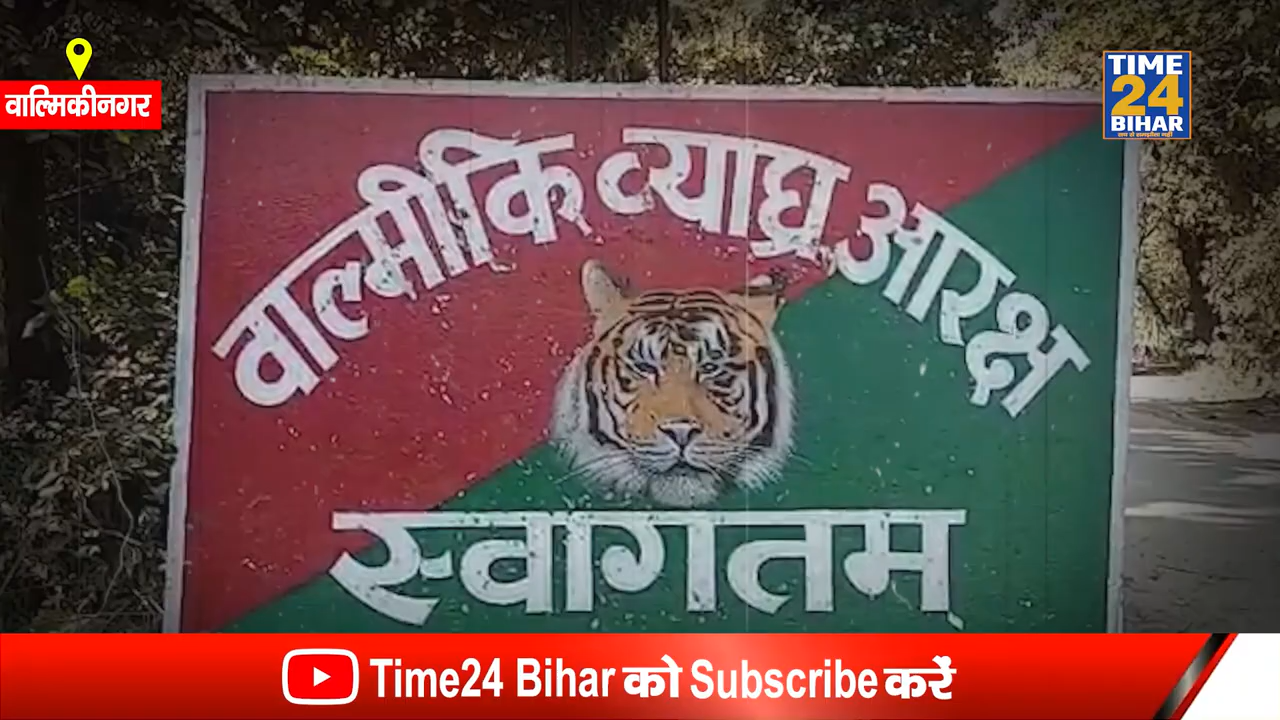 वाल्मिकीनगर
TIME
24
BIHAR
वाल्मीकि व्याघ्र आरक्ष
स्वागतम्
Time24 Bihar को Subscribe करें